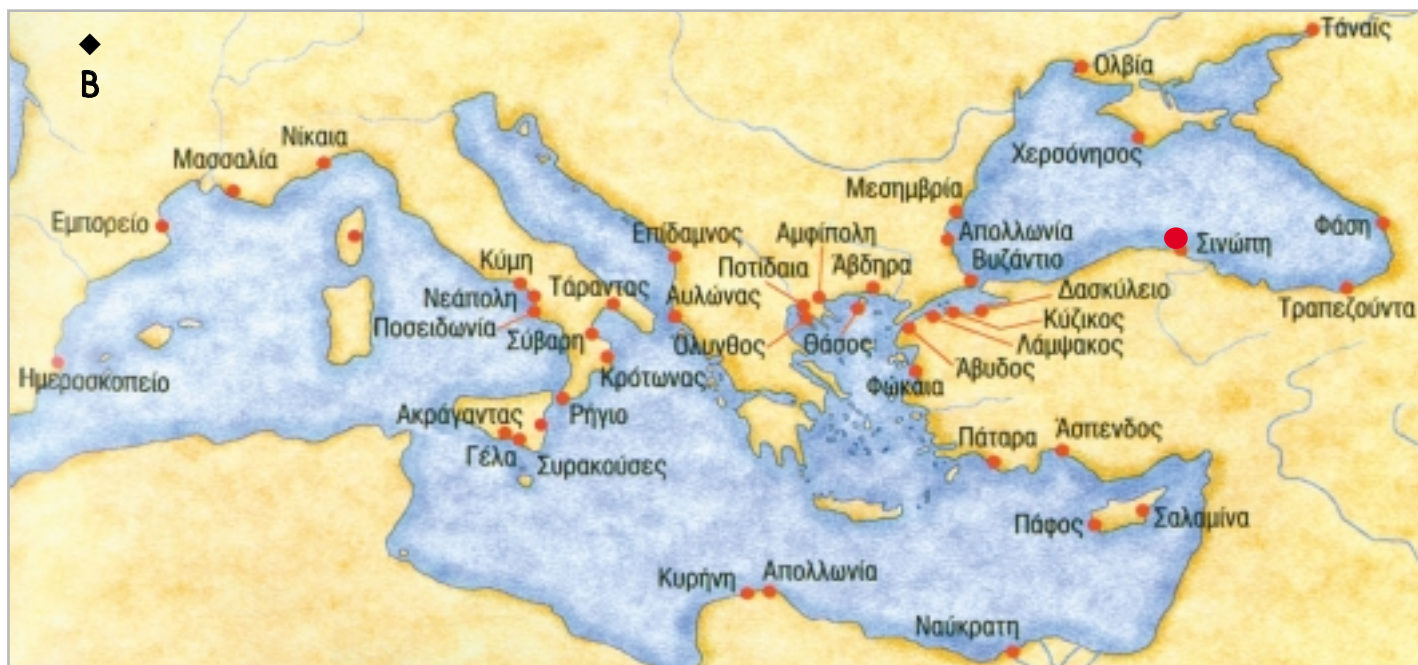 Β
Τάναϊς
Ολβία
Νίκαια
Μασσαλία
Χερσόνησος
Μεσημβρία
Εμπορείο
Επίδαμνος
Αμφίπολη
Απολλωνία
Σινώπη
Φάση
Κύμη
Ποτίδαια
Άβδηρα
Βυζάντιο
Νεάπολη
Τάραντας
Αυλώνας
Δασκύλειο
Τραπεζούντα
Ποσειδωνία
Σύβαρη
Όλυνθος
Θάσος
Κύζικος
Λάμψακος
Άβυδος
Ημεροσκοπείο
Κρότωνας
Φώκαια
Ακράγαντας
Ρήγιο
Γέλα
Συρακούσες
Πάταρα
Άσπενδος
Πάφος
Σαλαμίνα
Κυρήνη
Απολλωνία
Ναύκρατη